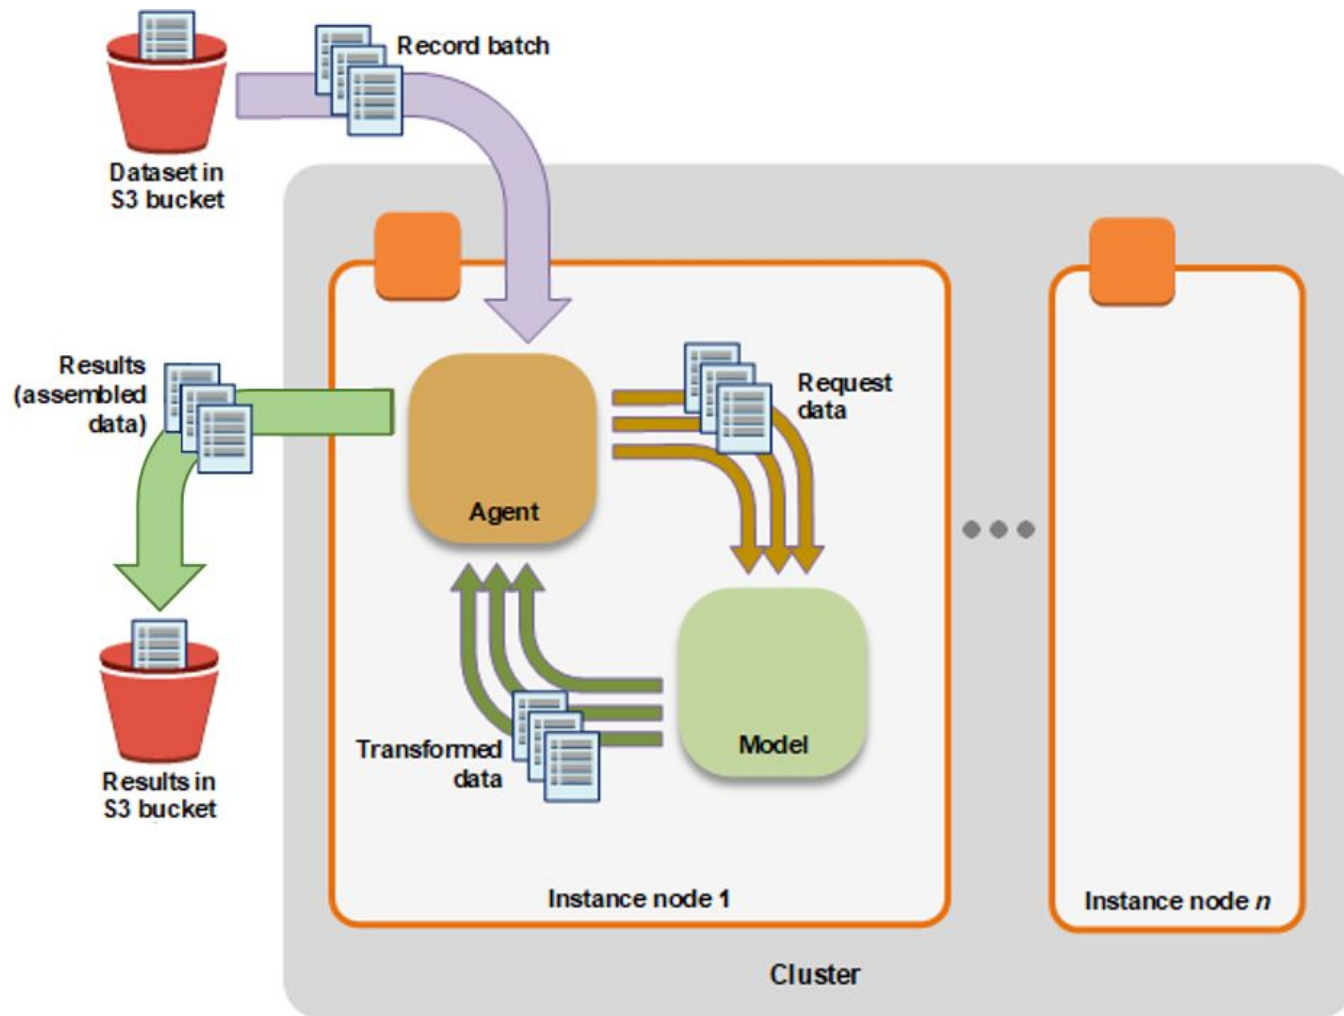 Record batch
Dataset in
S3 bucket
Results
(assembled
data)
Request
data
Agent
Transformed
data
Model
Results in
S3 bucket
Instance node 1
Instance node n
Cluster